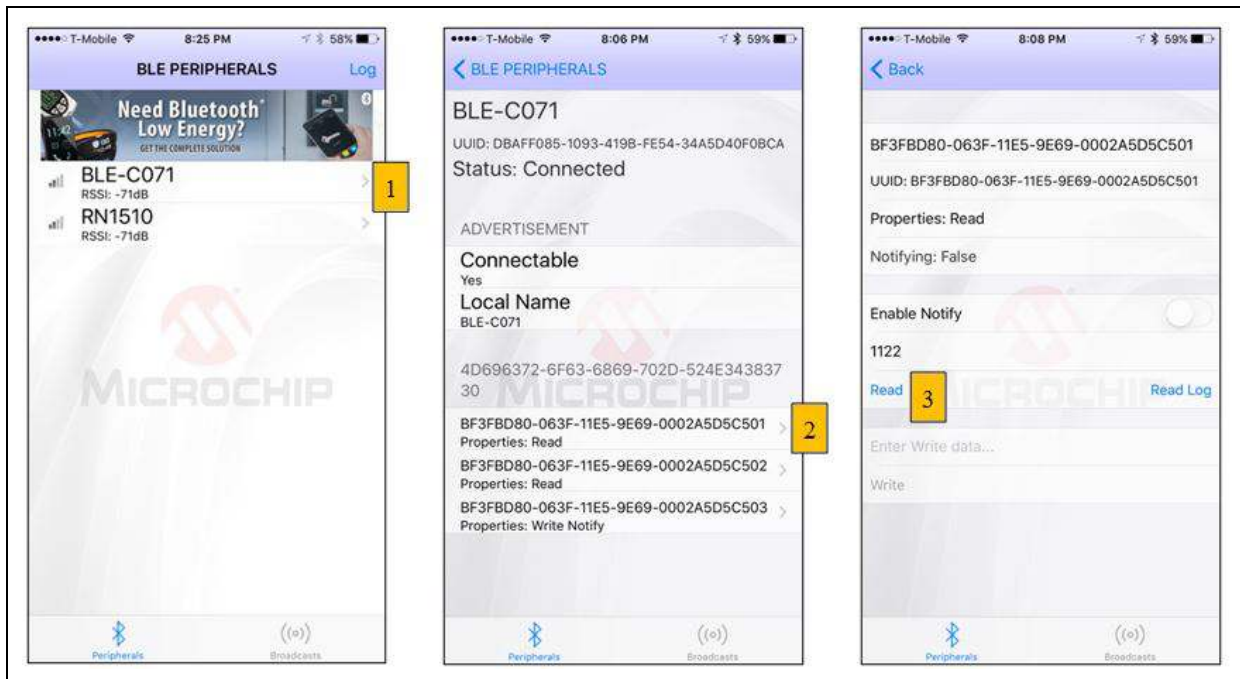 T-Mobile 8:25 PM 58%
BLE PERIPHERALS Log
Need Bluetooth
Low Energy?
GET THE COMPLETE SOLUTION
BLE-C071
RSSI: -71dB
1
RN1510
RSSI: -71dB
MICROCHIP
Peripherals Broadcasts
T-Mobile 8:06 PM 59%
BLE PERIPHERALS
BLE-C071
UUID: DBAFF085-1093-419B-FE54-34A5D40F0BCA
Status: Connected
ADVERTISEMENT
Connectable
Yes
Local Name
BLE-C071
4D696372-6F63-6869-702D-524E343837
30
MICROCHIP
BF3FBD80-063F-11E5-9E69-0002A5D5C501
Properties: Read
2
BF3FBD80-063F-11E5-9E69-0002A5D5C502
Properties: Read
BF3FBD80-063F-11E5-9E69-0002A5D5C503
Properties: Write Notify
Peripherals Broadcasts
T-Mobile 8:08 PM 59%
Back
BF3FBD80-063F-11E5-9E69-0002A5D5C501
UUID: BF3FBD80-063F-11E5-9E69-0002A5D5C501
Properties: Read
Notifying: False
Enable Notify
1122
Read 3 Read Log
MICROCHIP
Enter Write data...
Write
Peripherals Broadcasts